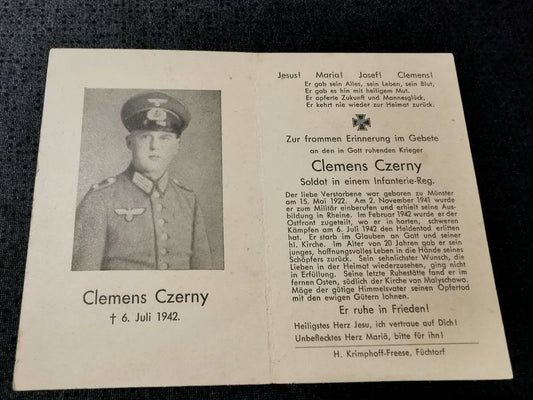 Clemens Czerny
† 6. Juli 1942.
Jesus! Maria! Josef! Clemens!
Er gab sein Alles, sein Leben, sein Blut,
Er gab es hin mit heiligem Mut.
Er opferte Zukunft und Mannesglück,
Er kehrt nie wieder zur Heimat zurück.
Zur frommen Erinnerung im Gebete
an den in Gott ruhenden Krieger
Clemens Czerny
Soldat in einem Infanterie-Reg.
Der liebe Verstorbene war geboren zu Münster
am 15. Mai 1922. Am 2. November 1941 wurde
er zum Militär einberufen und erhielt seine Aus-
bildung in Rheine. Im Februar 1942 wurde er der
Ostfront zugeteilt, wo er in harten, schweren
Kämpfen am 6. Juli 1942 den Heldentod erlitten
hat. Er starb im Glauben an Gott und seiner
hl. Kirche. Im Alter von 20 Jahren gab er sein
junges, hoffnungsvolles Leben in die Hände seines
Schöpfers zurück. Sein sehnlichster Wunsch, die
Lieben in der Heimat wiederzusehen, ging nicht
in Erfüllung. Seine letzte Ruhestätte fand er im
fernen Osten, südlich der Kirche von Malyschowa.
Möge der gütige Himmelsvater seinen Opfertod
mit den ewigen Gütern lohnen.
Er ruhe in Frieden!
Heiligstes Herz Jesu, ich vertraue auf Dich!
Unbeflecktes Herz Mariä, bitte für ihn!
H. Krimphoff-Freese, Füchtorf